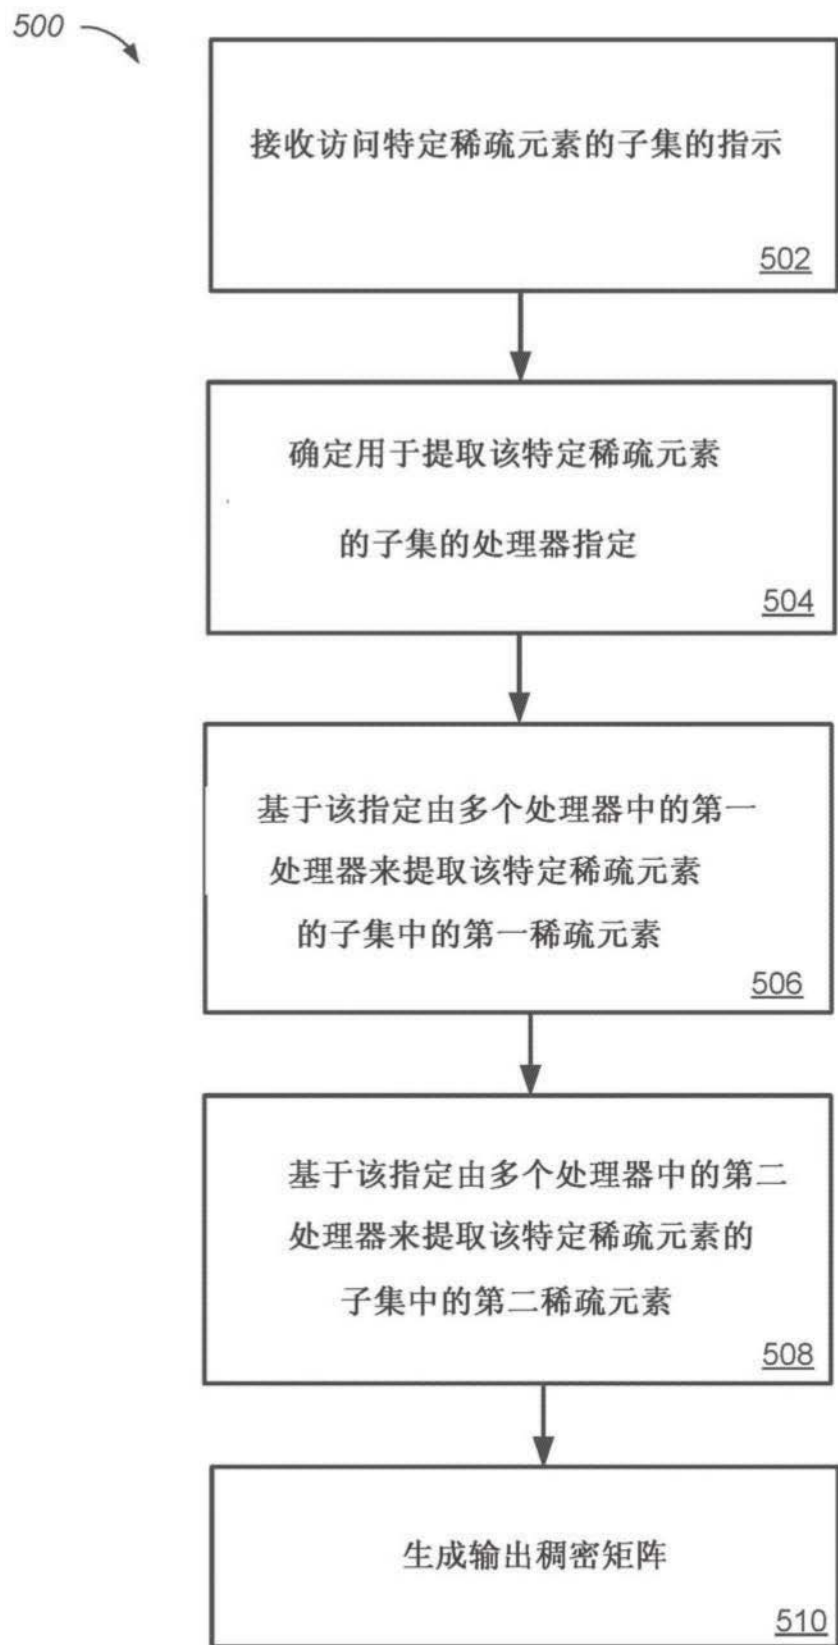 500
接收访问特定稀疏元素的子集的指示
502
确定用于提取该特定稀疏元素
的子集的处理器指定
504
基于该指定由多个处理器中的第一
处理器来提取该特定稀疏元素
的子集中的第一稀疏元素
506
基于该指定由多个处理器中的第二
处理器来提取该特定稀疏元素的
子集中的第二稀疏元素
508
生成输出稠密矩阵
510